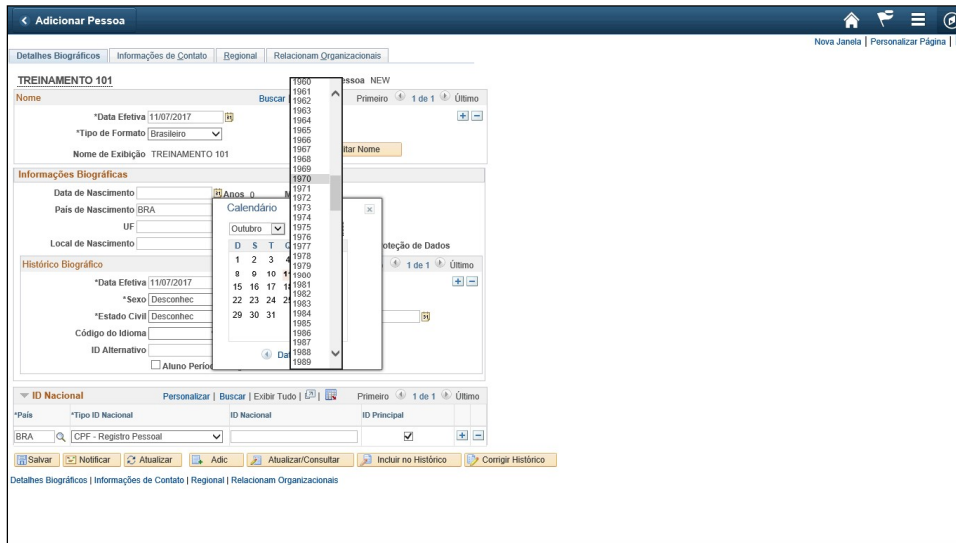 Adicionar Pessoa
Nova Janela | Personalizar Página |
Detalhes Biográficos Informações de Contato Regional Relacionam Organizacionais
TREINAMENTO 101 NEW
Nome Buscar Primeiro 1 de 1 Último
*Data Efetiva 11/07/2017
*Tipo de Formato Brasileiro
Nome de Exibição TREINAMENTO 101 Nome
Informações Biográficas
Data de Nascimento Anos 0
País de Nascimento BRA
UF
Local de Nascimento de Dados
Histórico Biográfico 1 de 1 Último
*Data Efetiva 11/07/2017
*Sexo Desconhec
*Estado Civil Desconhec
Código do Idioma
ID Alternativo
Aluno
Calendário
Outubro
D S T
1 2 3 4
8 9 10
15 16 17
22 23 24
29 30 31
1960
1961
1962
1963
1964
1965
1966
1967
1968
1969
1970
1971
1972
1973
1974
1975
1976
1977
1978
1979
1900
1981
1982
1983
1984
1985
1986
1987
1988
1989
ID Nacional Personalizar | Buscar | Exibir Tudo | | Primeiro 1 de 1 Último
*País *Tipo ID Nacional ID Nacional ID Principal
BRA CPF - Registro Pessoal
Salvar Notificar Atualizar Adic Atualizar/Consultar Incluir no Histórico Corrigir Histórico
Detalhes Biográficos | Informações de Contato | Regional | Relacionam Organizacionais